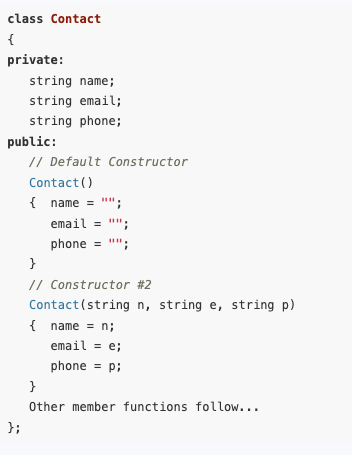 class Contact
{
private:
   string name;
   string email;
   string phone;
public:
   // Default Constructor
   Contact()
   {  name = "";
      email = "";
      phone = "";
   }
   // Constructor #2
   Contact(string n, string e, string p)
   {  name = n;
      email = e;
      phone = p;
   }
   Other member functions follow...
};